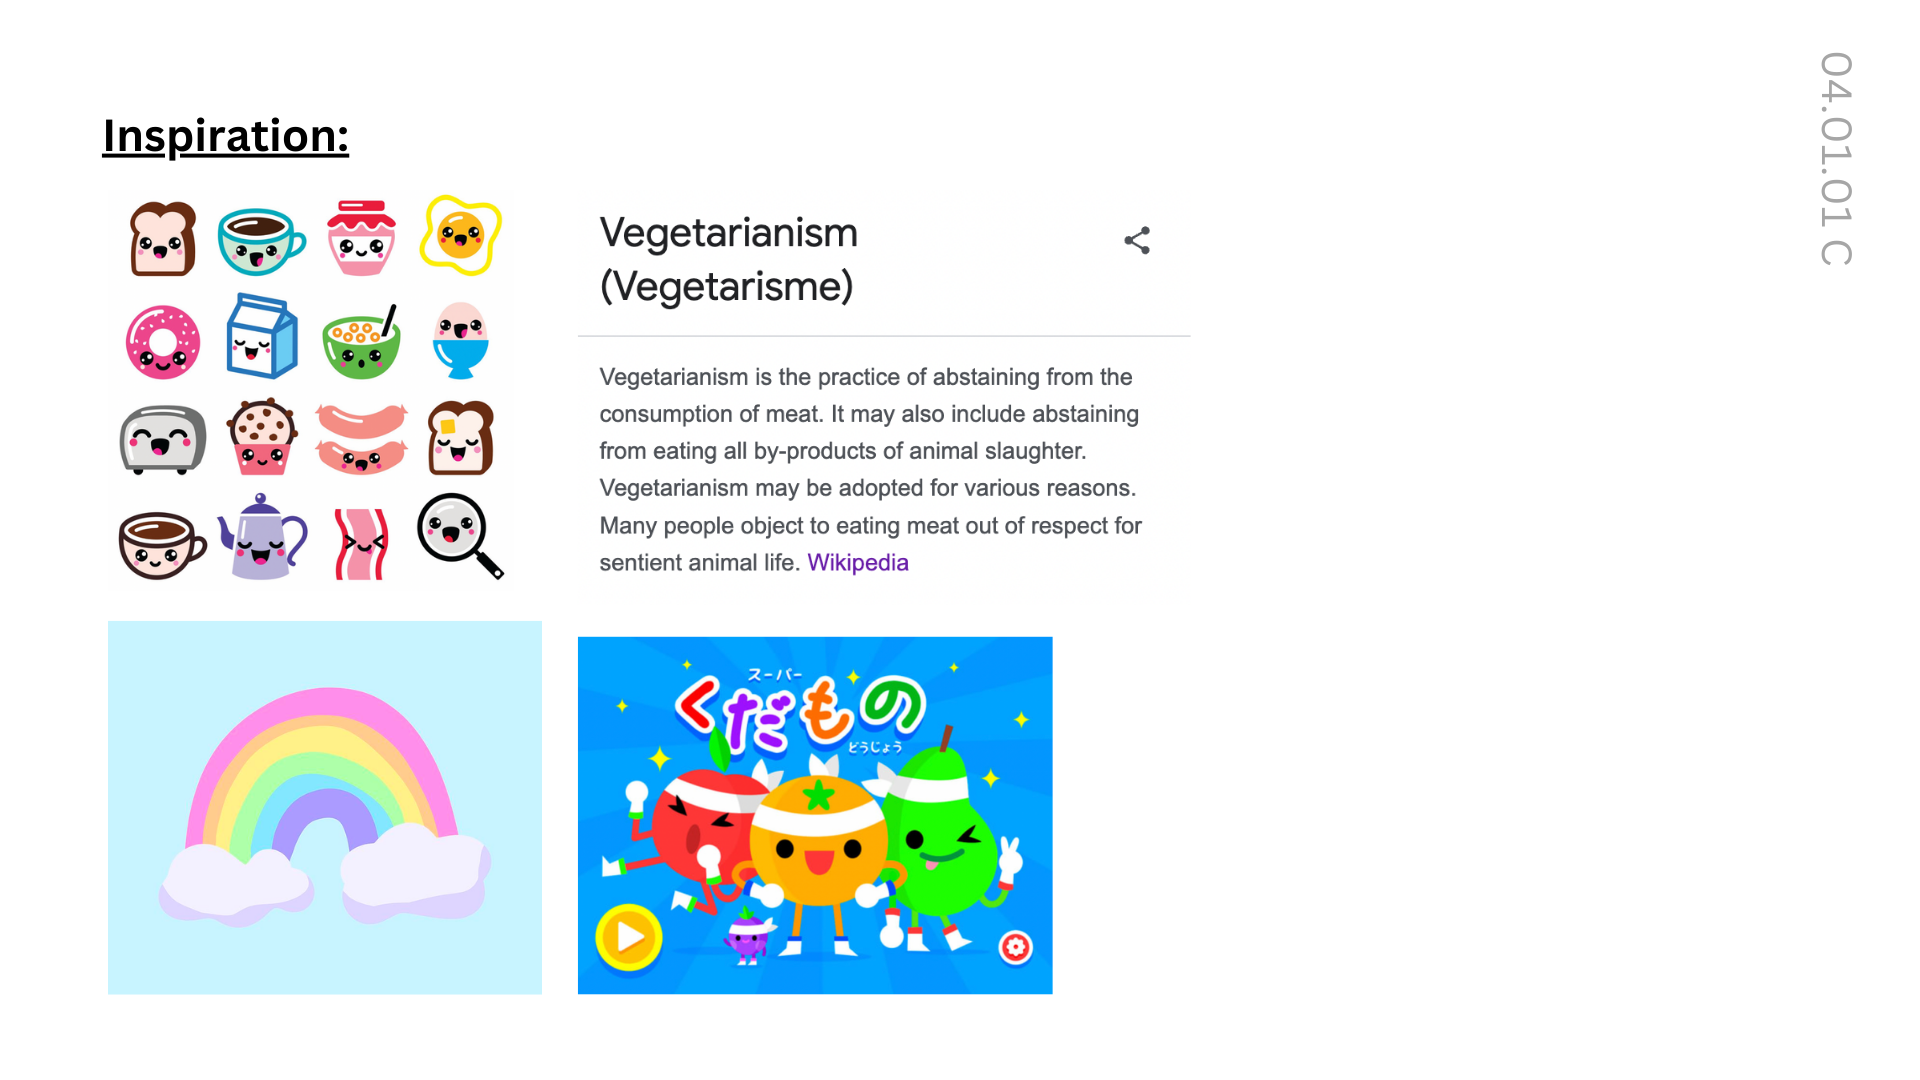 Inspiration:
Vegetarianism
(Vegetarisme)
Vegetarianism is the practice of abstaining from the
consumption of meat. It may also include abstaining
from eating all by-products of animal slaughter.
Vegetarianism may be adopted for various reasons.
Many people object to eating meat out of respect for
sentient animal life. Wikipedia
スーパー
くだもの
どうじょう
04.01.01 C